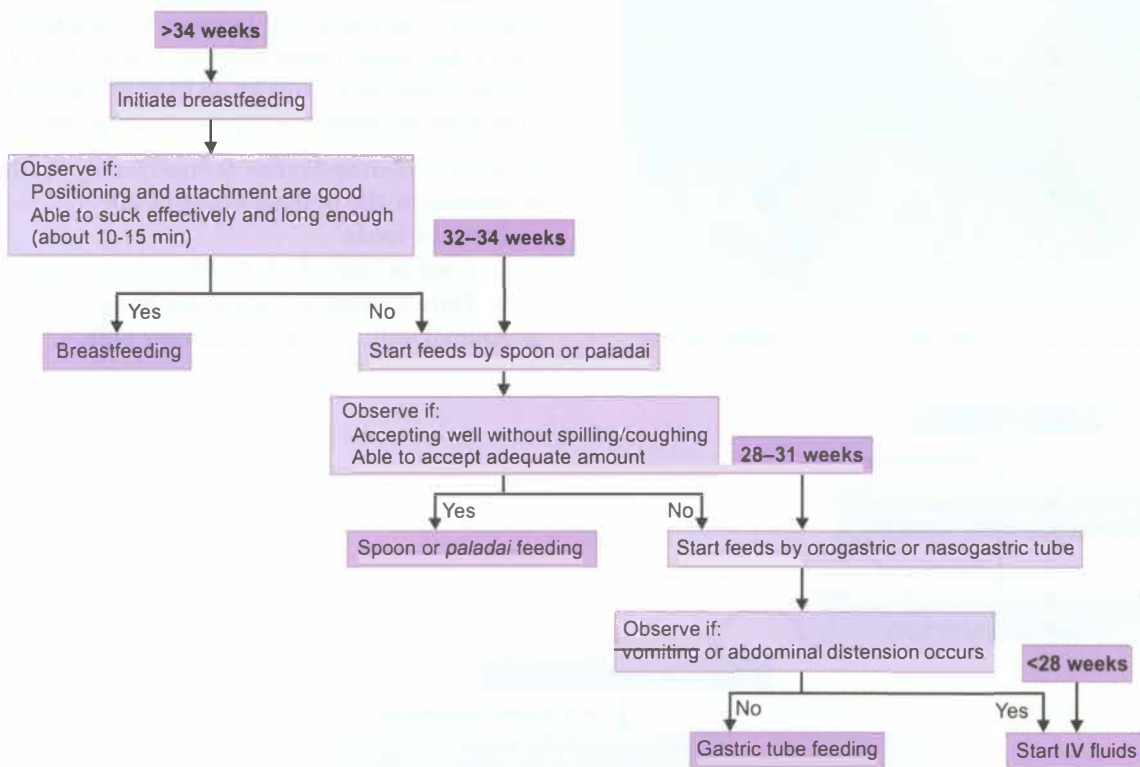 >34 weeks
Initiate breastfeeding
Observe if:
Positioning and attachment are good
Able to suck effectively and long enough
(about 10-15 min)
32–34 weeks
Yes
No
Breastfeeding
Start feeds by spoon or paladai
Observe if:
Accepting well without spilling/coughing
Able to accept adequate amount
28–31 weeks
Yes
No
Spoon or paladai feeding
Start feeds by orogastric or nasogastric tube
Observe if:
vomiting or abdominal distension occurs
<28 weeks
No
Yes
Gastric tube feeding
Start IV fluids